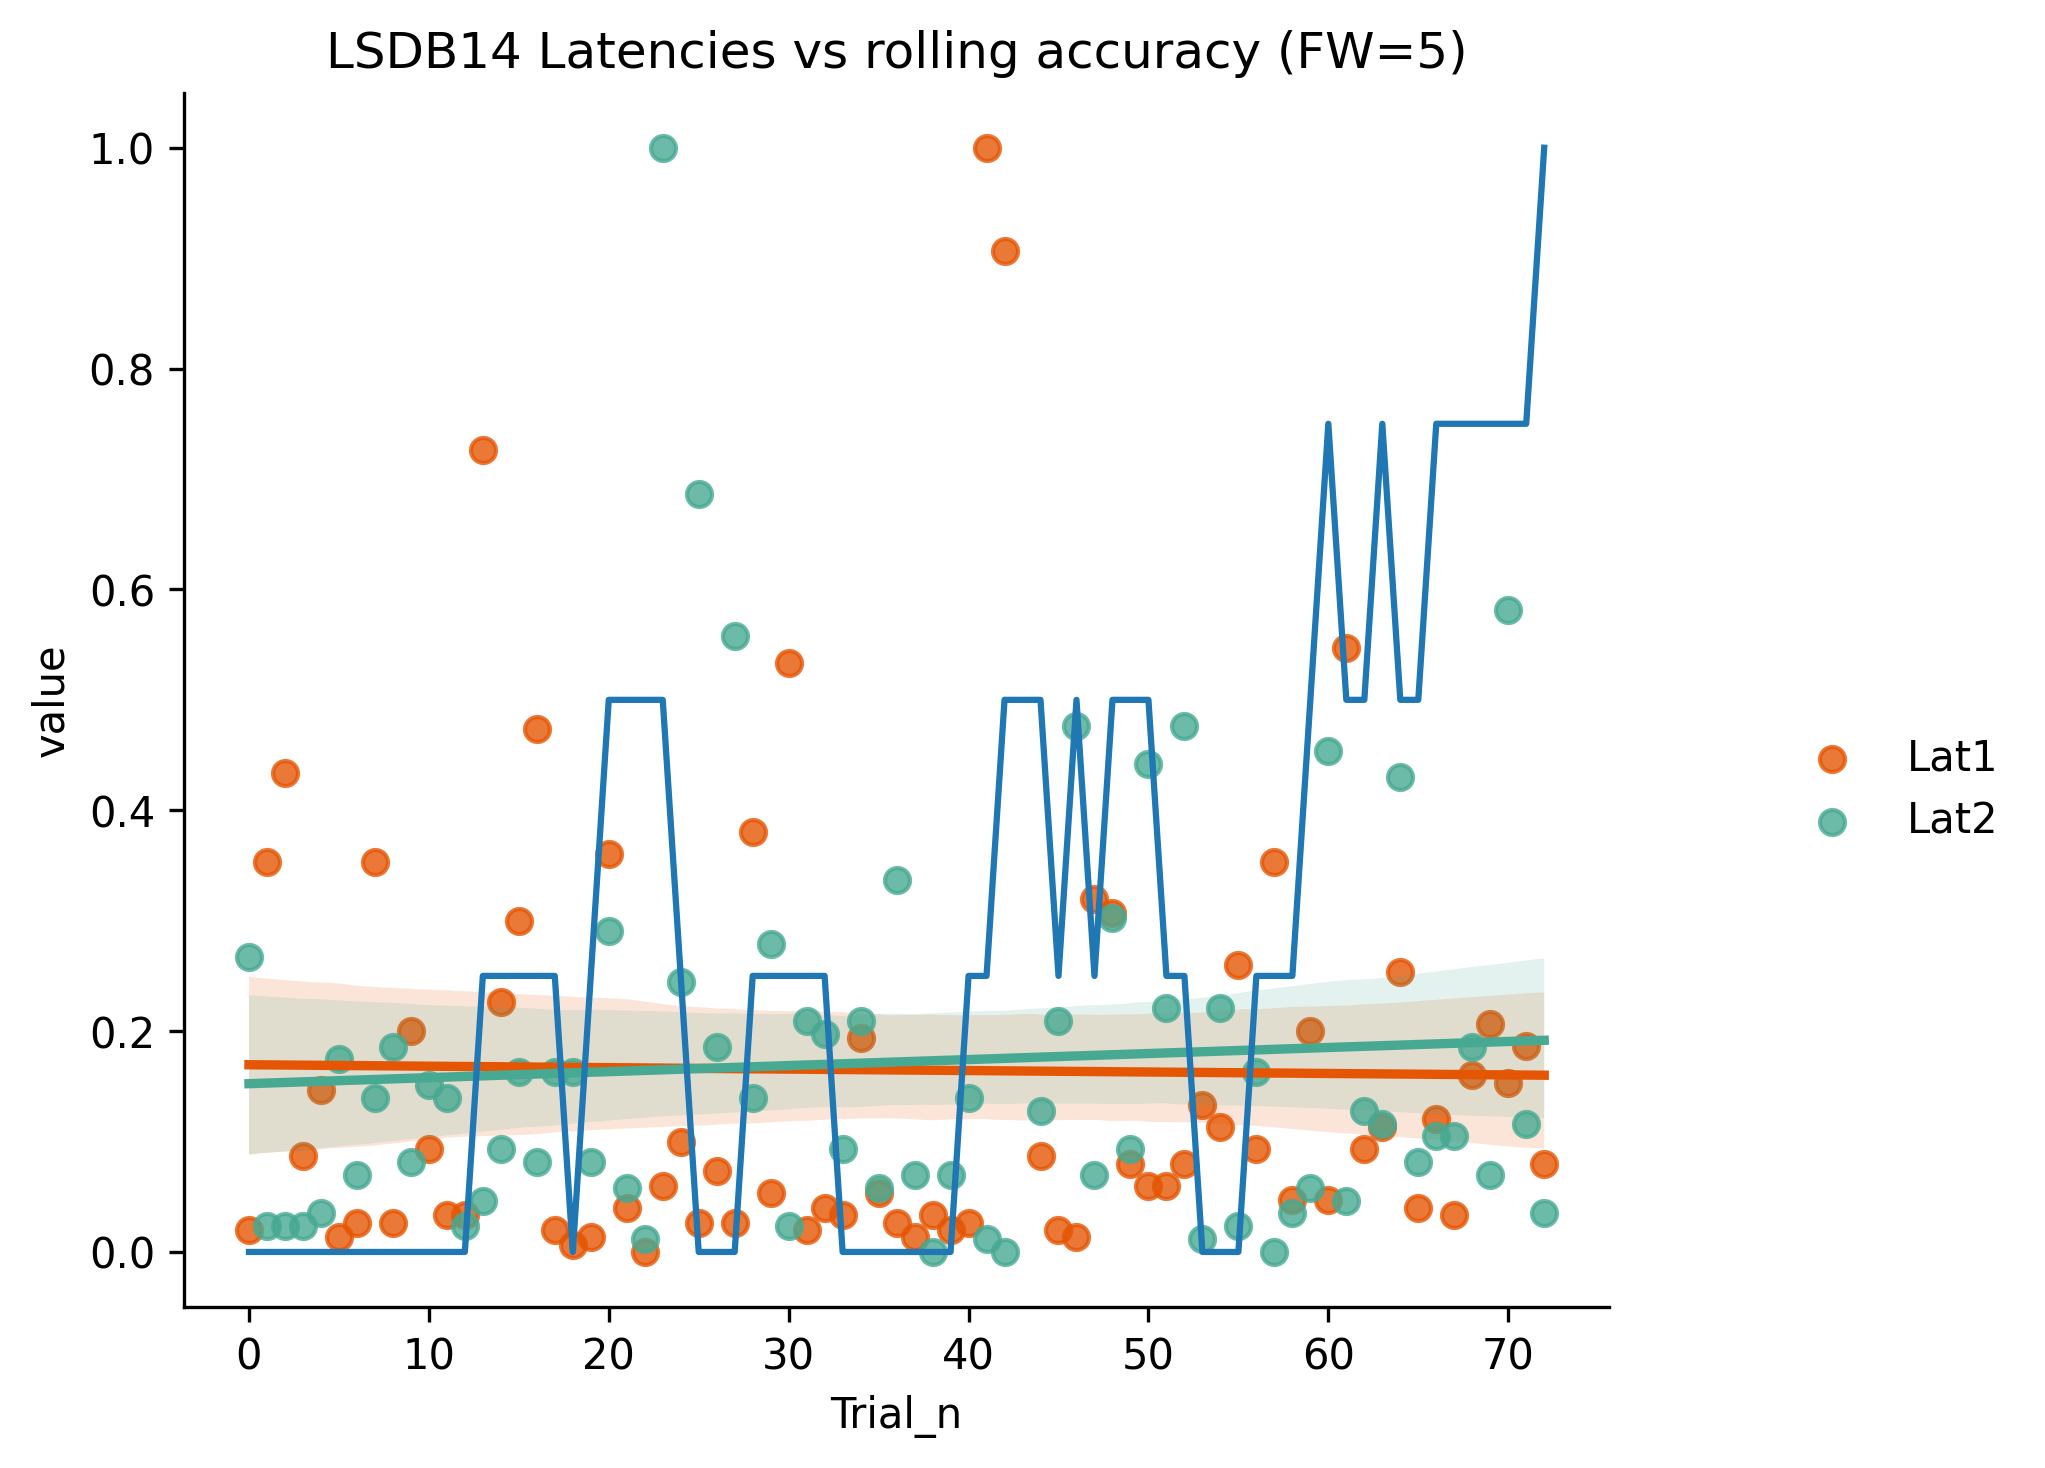 LSDB14 Latencies vs rolling accuracy (FW=5)
1.0
0.8
0.6
0.4
0.2
0.0
value
0 10 20 30 40 50 60 70
Trial_n
Lat1
Lat2